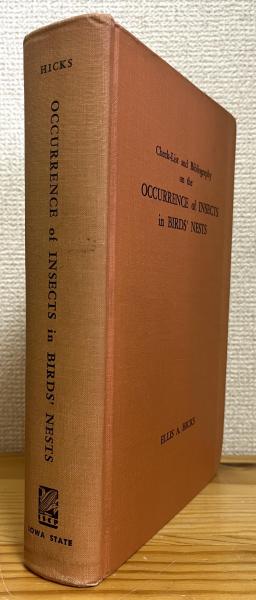 HICKS
OCCURRENCE of INSECTS in BIRDS' NESTS
IOWA STATE
Check-List and Bibliography
on the
OCCURRENCE of INSECTS
in BIRDS' NESTS
ELLIS A. HICKS